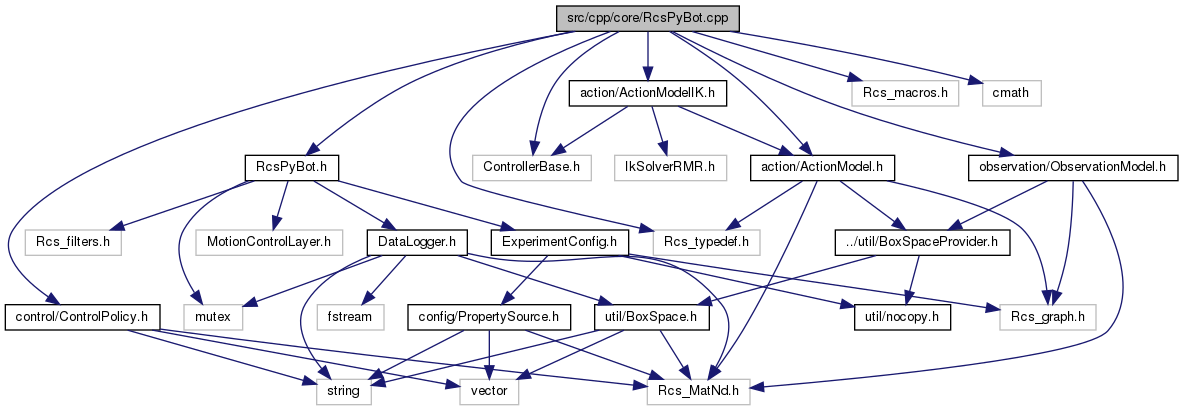 src/cpp/core/RcsPyBot.cpp
action/ActionModelIK.h
Rcs_macros.h
cmath
RcsPyBot.h
ControllerBase.h
IkSolverRMR.h
action/ActionModel.h
observation/ObservationModel.h
Rcs_filters.h
MotionControlLayer.h
DataLogger.h
ExperimentConfig.h
Rcs_typedef.h
../util/BoxSpaceProvider.h
control/ControlPolicy.h
mutex
fstream
config/PropertySource.h
util/BoxSpace.h
util/nocopy.h
Rcs_graph.h
string
vector
Rcs_MatNd.h